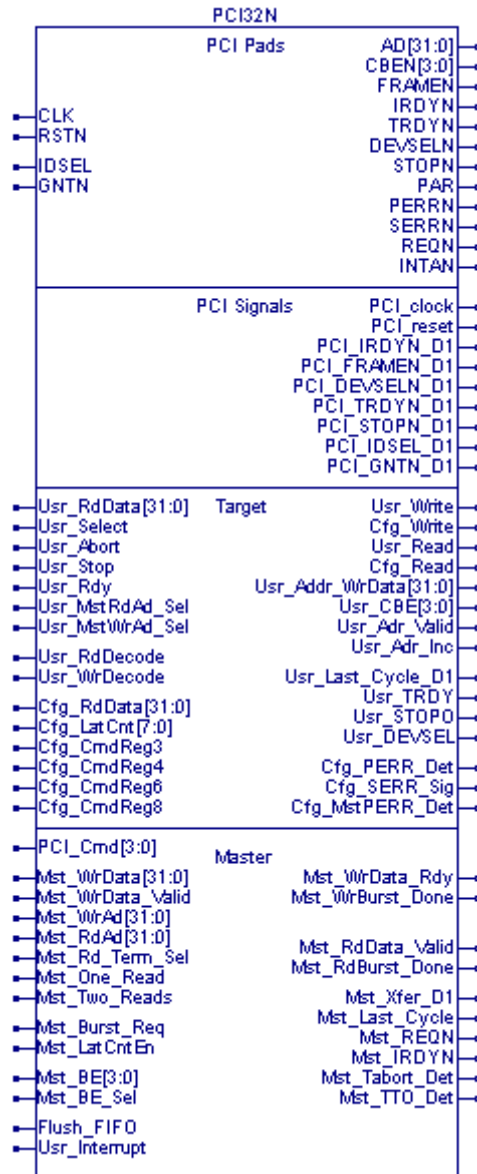 PCI32N
PCI Pads
AD[31:0]
CBEN[3:0]
FRAMEN
IRDYN
CLK
TRDYN
RSTN
DEVSELN
IDSEL
STOPN
GNTN
PAR
PERRN
SERRN
REQN
INTAN
PCI Signals
PCI_clock
PCI_reset
PCI_IRDYN_D1
PCI_FRAMEN_D1
PCI_DEVSELN_D1
PCI_TRDYN_D1
PCI_STOPN_D1
PCI_IDSEL_D1
PCI_GNTN_D1
Usr_RdData[31:0] Target Usr_Write
Usr_Select Cfg_Write
Usr_Abort Usr_Read
Usr_Stop Cfg_Read
Usr_Rdy Usr_Addr_WrData[31:0]
Usr_MstRdAd_Sel Usr_CBE[3:0]
Usr_MstWrAd_Sel Usr_Adr_Valid
Usr_Adr_Inc
Usr_RdDecode
Usr_WrDecode Usr_Last_Cycle_D1
Usr_TRDY
Cfg_RdData[31:0] Usr_STOPO
Cfg_LatCnt[7:0] Usr_DEVSEL
Cfg_CmdReg3
Cfg_CmdReg4 Cfg_PERR_Det
Cfg_CmdReg6 Cfg_SERR_Sig
Cfg_CmdReg8 Cfg_MstPERR_Det
PCI_Cmd[3:0] Master
Mst_WrData[31:0] Mst_WrData_Rdy
Mst_WrData_Valid Mst_WrBurst_Done
Mst_WrAd[31:0]
Mst_RdAd[31:0] Mst_RdData_Valid
Mst_Rd_Term_Sel Mst_RdBurst_Done
Mst_One_Read
Mst_Two_Reads Mst_Xfer_D1
Mst_Last_Cycle
Mst_Burst_Req Mst_REQN
Mst_LatCntEn Mst_IRDYN
Mst_BE[3:0] Mst_Tabort_Det
Mst_BE_Sel Mst_TTO_Det
Flush_FIFO
Usr_Interrupt